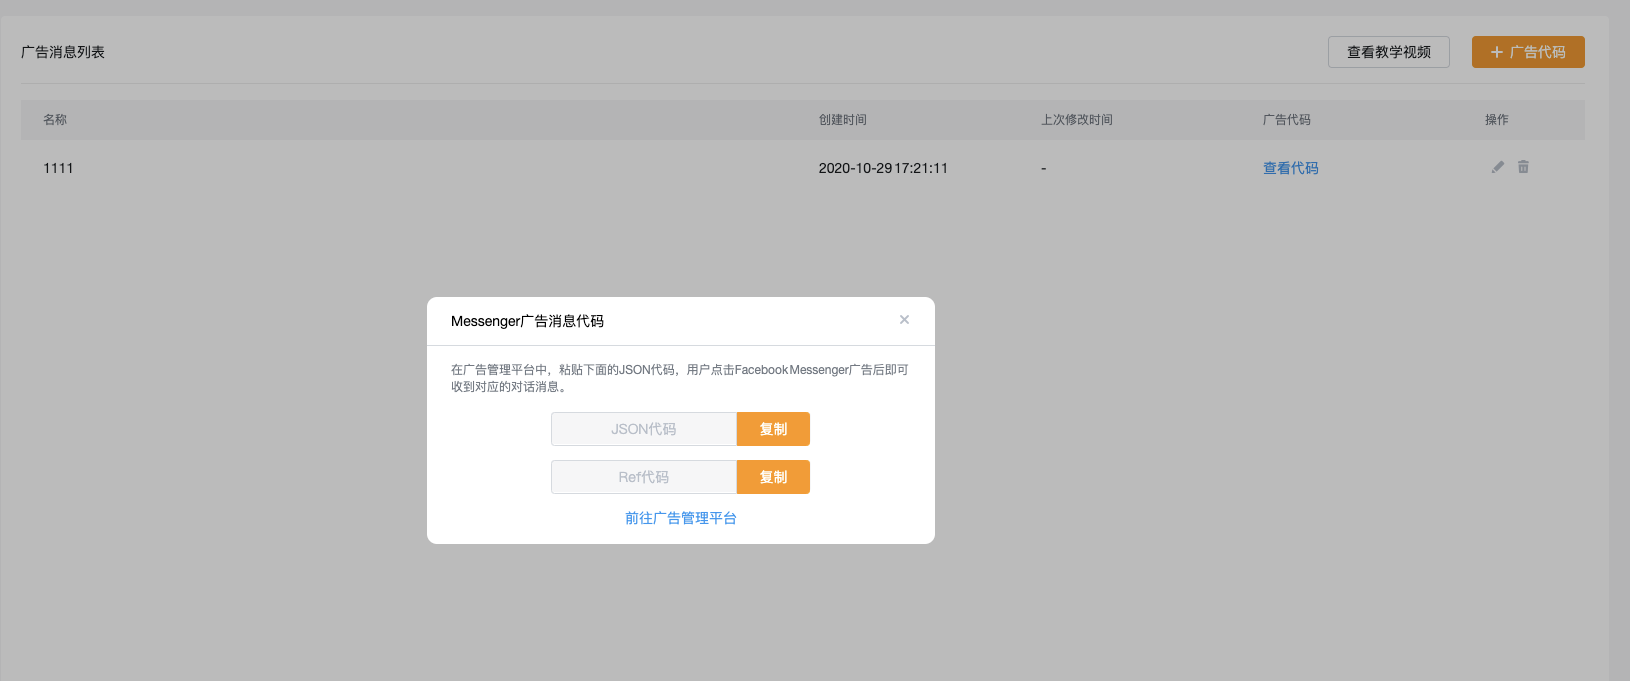 广告消息列表
查看教学视频
+ 广告代码
名称 创建时间 上次修改时间 广告代码 操作
1111 2020-10-29 17:21:11 - 查看代码
Messenger广告消息代码
在广告管理平台中，粘贴下面的JSON代码，用户点击Facebook Messenger广告后即可
收到对应的对话消息。
JSON代码 复制
Ref代码 复制
前往广告管理平台